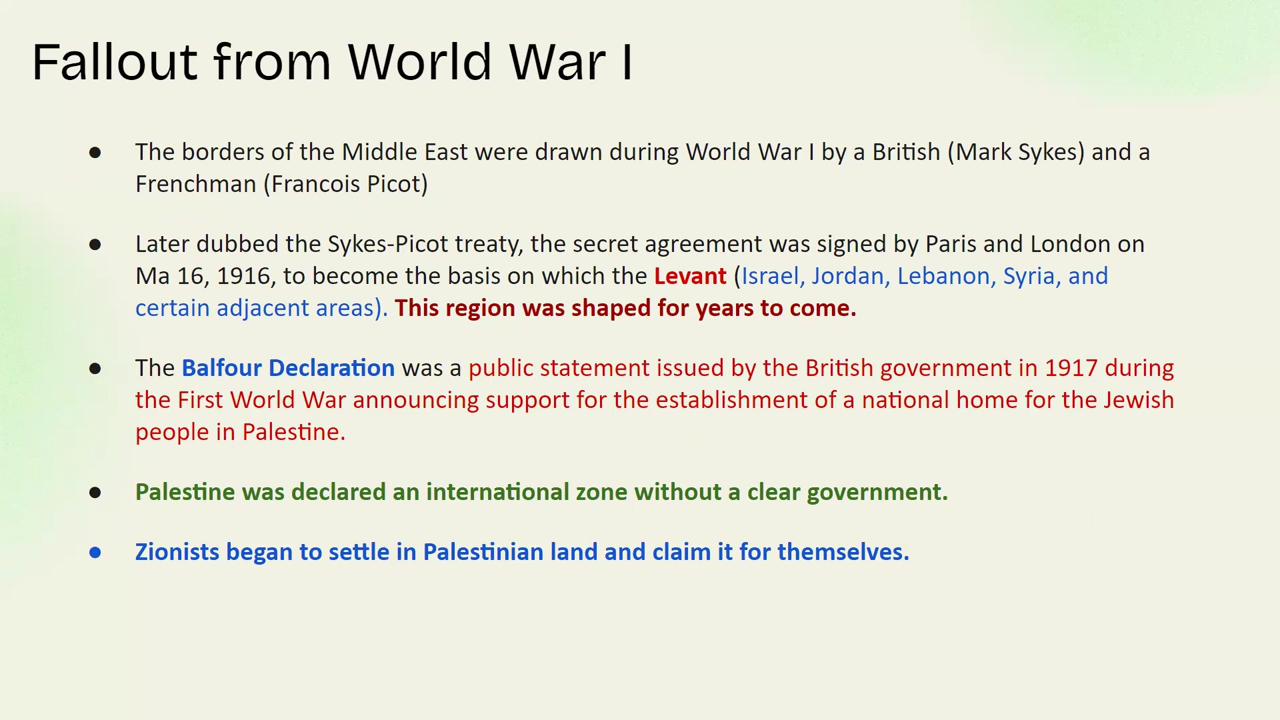 Fallout from World War I
● The borders of the Middle East were drawn during World War I by a British (Mark Sykes) and a
Frenchman (Francois Picot)
● Later dubbed the Sykes-Picot treaty, the secret agreement was signed by Paris and London on
Ma 16, 1916, to become the basis on which the Levant (Israel, Jordan, Lebanon, Syria, and
certain adjacent areas). This region was shaped for years to come.
● The Balfour Declaration was a public statement issued by the British government in 1917 during
the First World War announcing support for the establishment of a national home for the Jewish
people in Palestine.
● Palestine was declared an international zone without a clear government.
● Zionists began to settle in Palestinian land and claim it for themselves.